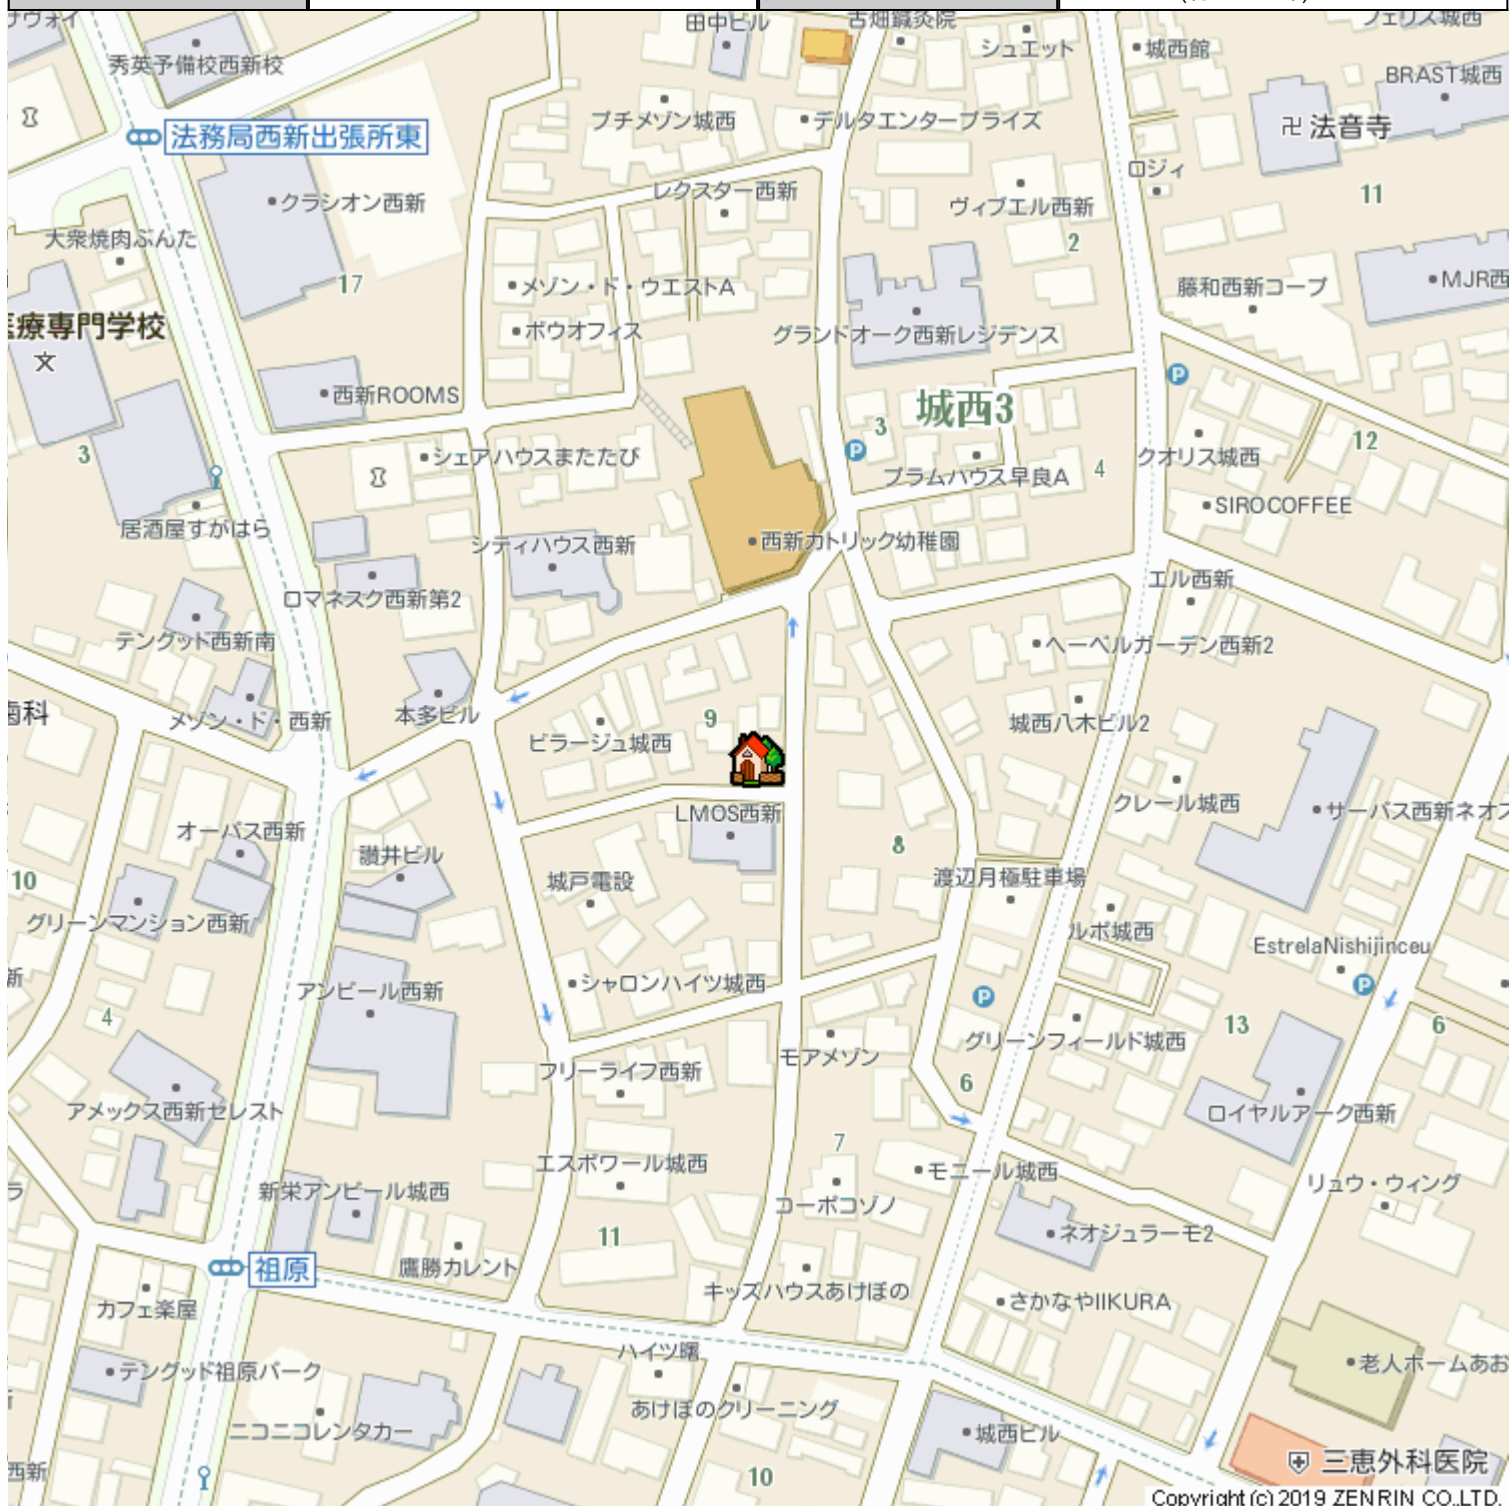 田中ビル
古畑鍼灸院
シュエット
城西館
フェリス城西
秀英予備校西新校
BRAST城西
プチメゾン城西
デルタエンタープライズ
法務局西新出張所東
卍 法音寺
ロジィ
レクスター西新
クラシオン西新
ヴィブエル西新
11
大衆焼肉ぶんた
2
17
メゾン・ド・ウエストA
藤和西新コープ
MJR西
療専門学校
文
ボウオフィス
グランドオーク西新レジデンス
P
西新ROOMS
城西3
3
3
P
12
シェアハウスまたたび
クオリス城西
4
プラムハウス早良A
SIROCOFFEE
居酒屋すがはら
シティハウス西新
西新カトリック幼稚園
エル西新
ロマネスク西新第2
テングッド西新南
ヘーベルガーデン西新2
歯科
メゾン・ド・西新
本多ビル
9
城西八木ビル2
ビラージュ城西
クレール城西
LMOS西新
サーパス西新ネオス
オーパス西新
讃井ビル
8
10
城戸電設
渡辺月極駐車場
グリーンマンション西新
ルポ城西
EstrelaNishijinceu
新
アンピール西新
シャロンハイツ城西
P
P
4
13
6
グリーンフィールド城西
モアメゾン
フリーライフ西新
6
アメックス西新セレスト
ロイヤルアーク西新
7
エスポワール城西
モニール城西
ラ
新栄アンピール城西
リュウ・ウィング
コーポコゾノ
11
ネオジュラーモ2
祖原
鷹勝カレント
キッズハウスあけぼの
カフェ楽屋
さかなやIIKURA
ハイツ曙
テングッド祖原パーク
老人ホームあお
あけぼのクリーニング
ニコニコレンタカー
城西ビル
西新
10
三恵外科医院
Copyright (c) 2019 ZENRIN CO.,LTD.